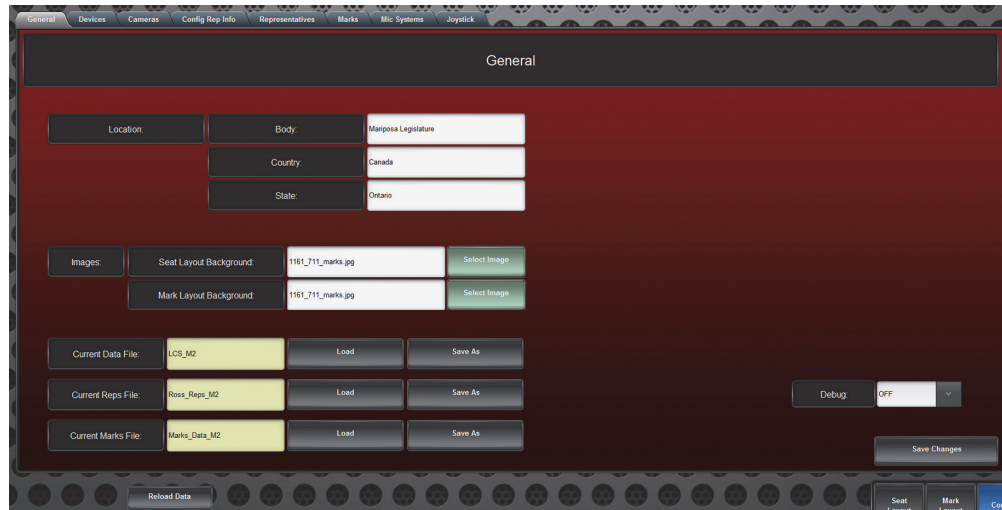 General Devices Cameras Config Rep Info Representatives Marks Mic Systems Joystick
General
Location: Body: Mariposa Legislature
Country: Canada
State: Ontario
Images: Seat Layout Background: 1161_711_marks.jpg Select Image
Mark Layout Background: 1161_711_marks.jpg Select Image
Current Data File: LCS_M2 Load Save As
Current Reps File: Ross_Reps_M2 Load Save As
Debug: OFF
Current Marks File: Marks_Data_M2 Load Save As
Save Changes
Reload Data
Seat Mark